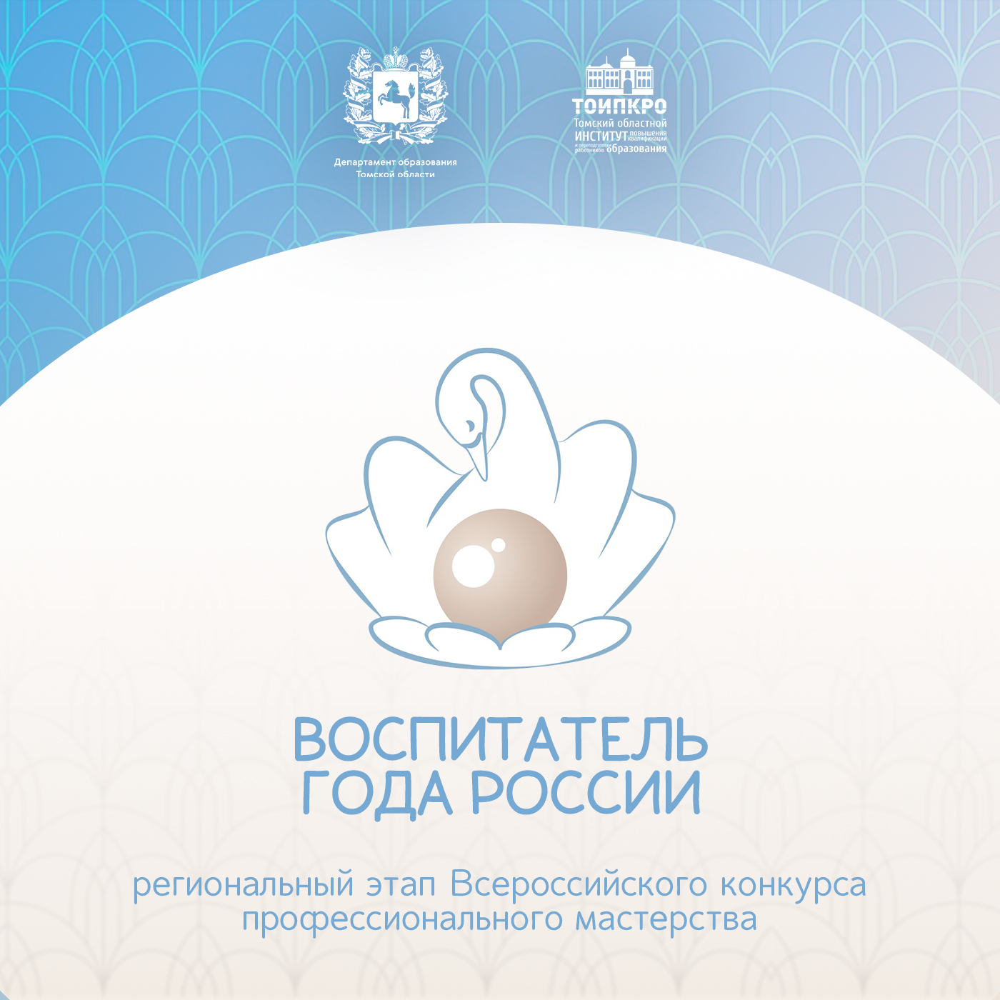 Департамент образования
Томской области
ТОИПКРО
Томский областной
ИНСТИТУТ повышения
квалификации
и переподготовки
работников образования
ВОСПИТАТЕЛЬ
ГОДА РОССИИ
региональный этап Всероссийского конкурса
профессионального мастерства